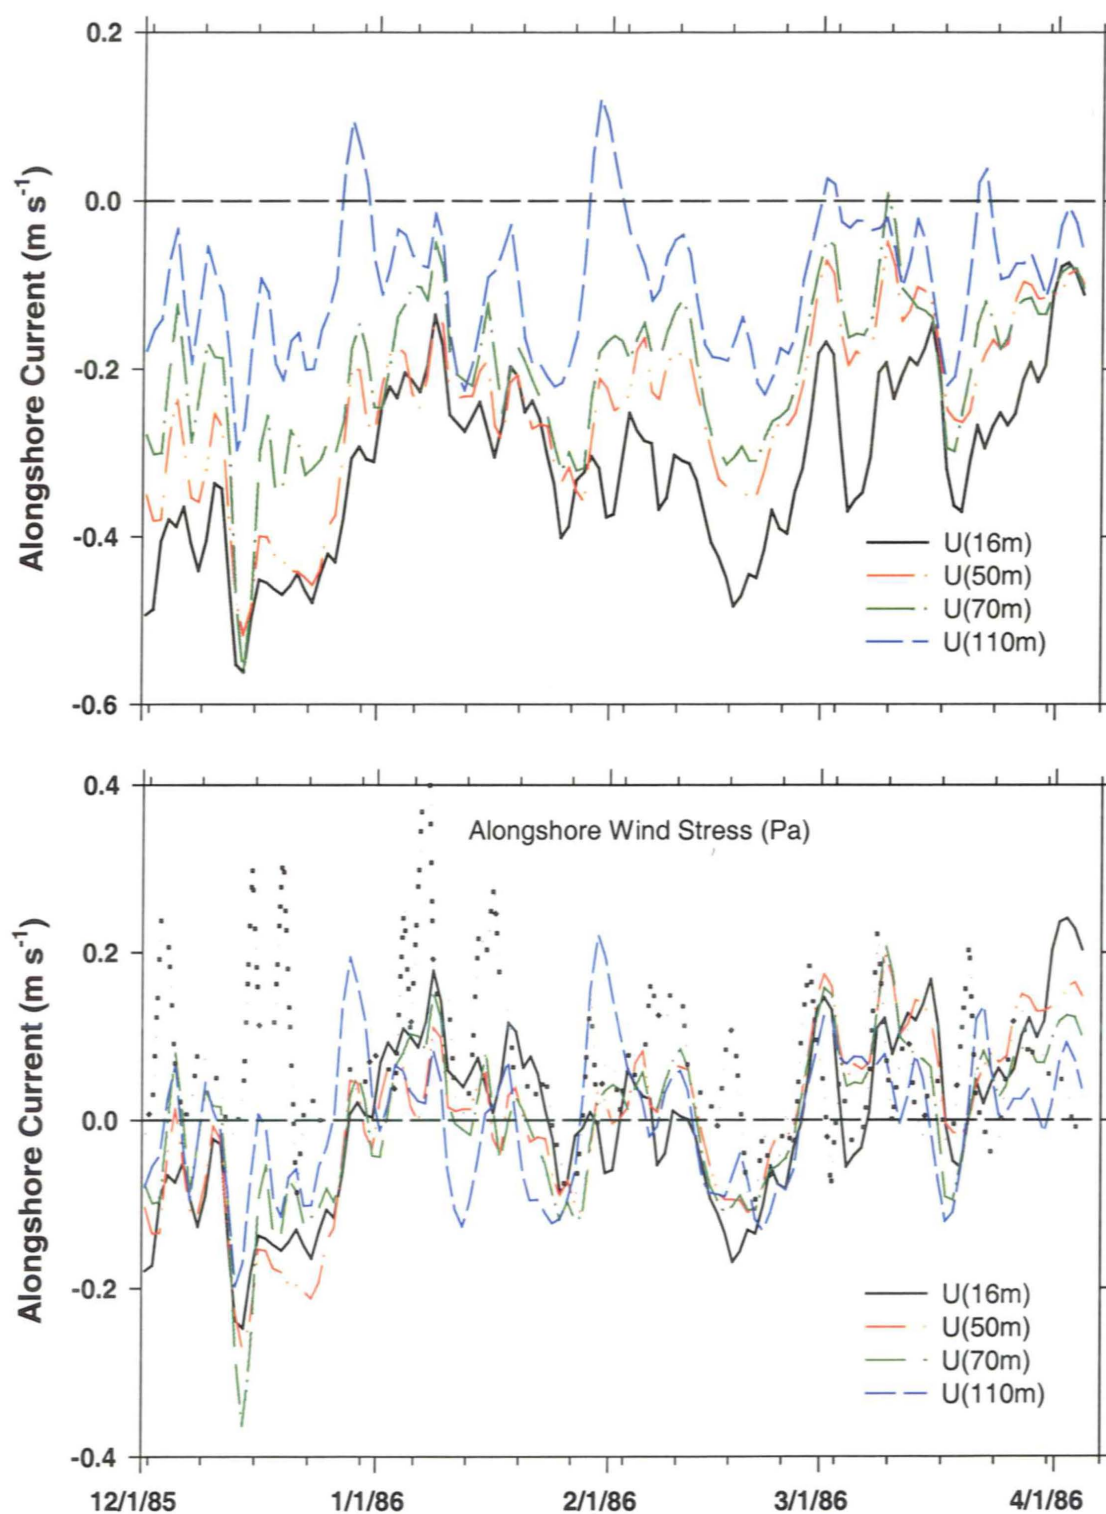 0.2
0.0
-0.2
-0.4
-0.6
Alongshore Current (m s-1)
U(16m)
U(50m)
U(70m)
U(110m)
0.4
0.2
0.0
-0.2
-0.4
Alongshore Current (m s-1)
Alongshore Wind Stress (Pa)
U(16m)
U(50m)
U(70m)
U(110m)
12/1/85 1/1/86 2/1/86 3/1/86 4/1/86